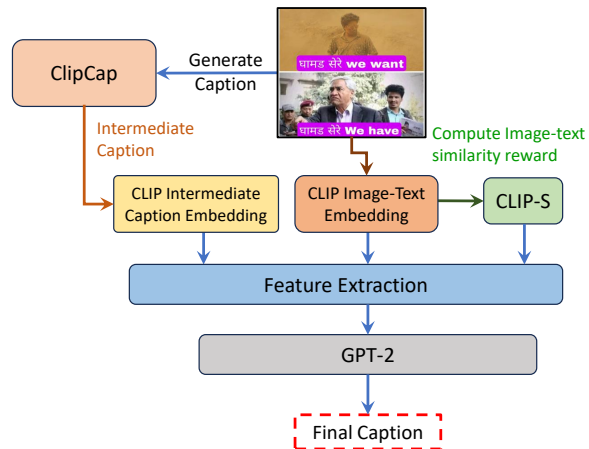 घामड सेरे we want
ClipCap
Generate
Caption
घामड सेरे We have
Intermediate
Caption
Compute Image-text
similarity reward
CLIP Intermediate
Caption Embedding
CLIP Image-Text
Embedding
CLIP-S
Feature Extraction
GPT-2
Final Caption